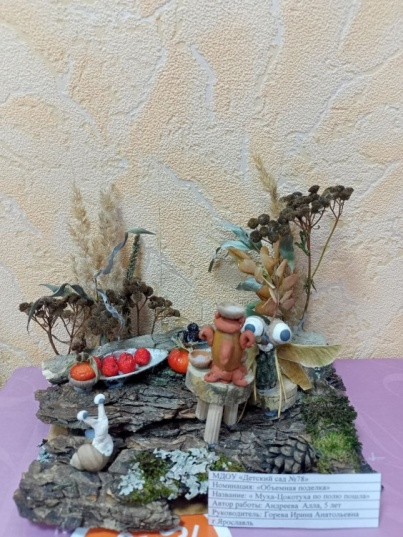 МДОУ «Детский сад №78»
Номинация: «Объемная поделка»
Название: « Муха-Цокотуха по полю пошла»
Автор работы: Андреева Алла, 5 лет
Руководитель: Горева Ирина Анатольевна
г.Ярославль